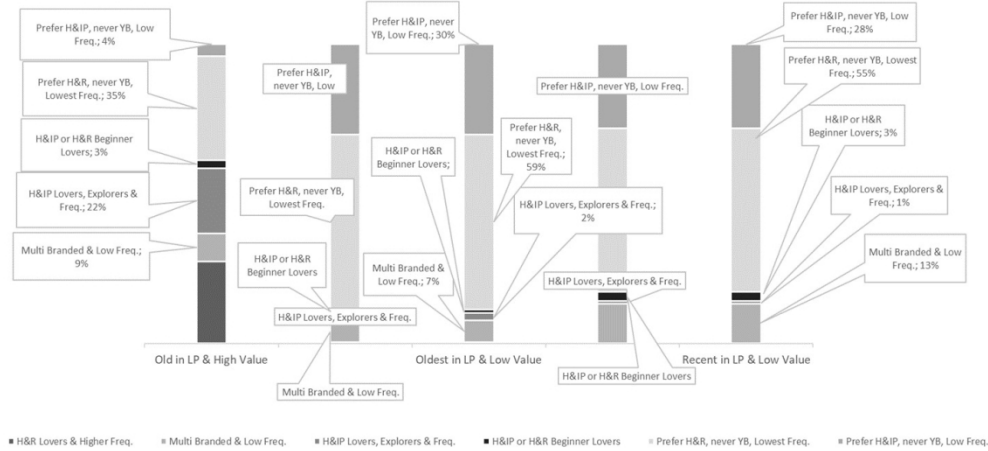 Prefer H&IP, never YB, Low
Freq.; 4%
Prefer H&R, never YB,
Lowest Freq.; 35%
H&IP or H&R Beginner
Lovers; 3%
H&IP Lovers, Explorers &
Freq.; 22%
Multi Branded & Low Freq.;
9%
Prefer H&IP,
never YB, Low
Prefer H&R, never YB,
Lowest Freq.
H&IP or H&R
Beginner Lovers
H&IP Lovers, Explorers & Freq.
Multi Branded & Low Freq.
Prefer H&IP, never
YB, Low Freq.; 30%
H&IP or H&R
Beginner Lovers;
Prefer H&R,
never YB,
Lowest Freq.;
59%
H&IP Lovers, Explorers & Freq.;
2%
Multi Branded &
Low Freq.; 7%
Prefer H&IP, never YB, Low Freq.
H&IP Lovers, Explorers & Freq.
H&IP or H&R Beginner Lovers
Prefer H&IP, never YB, Low
Freq.; 28%
Prefer H&R, never YB, Lowest Freq.;
55%
H&IP or H&R
Beginner Lovers; 3%
H&IP Lovers, Explorers &
Freq.; 1%
Multi Branded & Low
Freq.; 13%
Old in LP & High Value
Oldest in LP & Low Value
Recent in LP & Low Value
H&R Lovers & Higher Freq.
Multi Branded & Low Freq.
H&IP Lovers, Explorers & Freq.
H&IP or H&R Beginner Lovers
Prefer H&R, never YB, Lowest Freq.
Prefer H&IP, never YB, Low Freq.